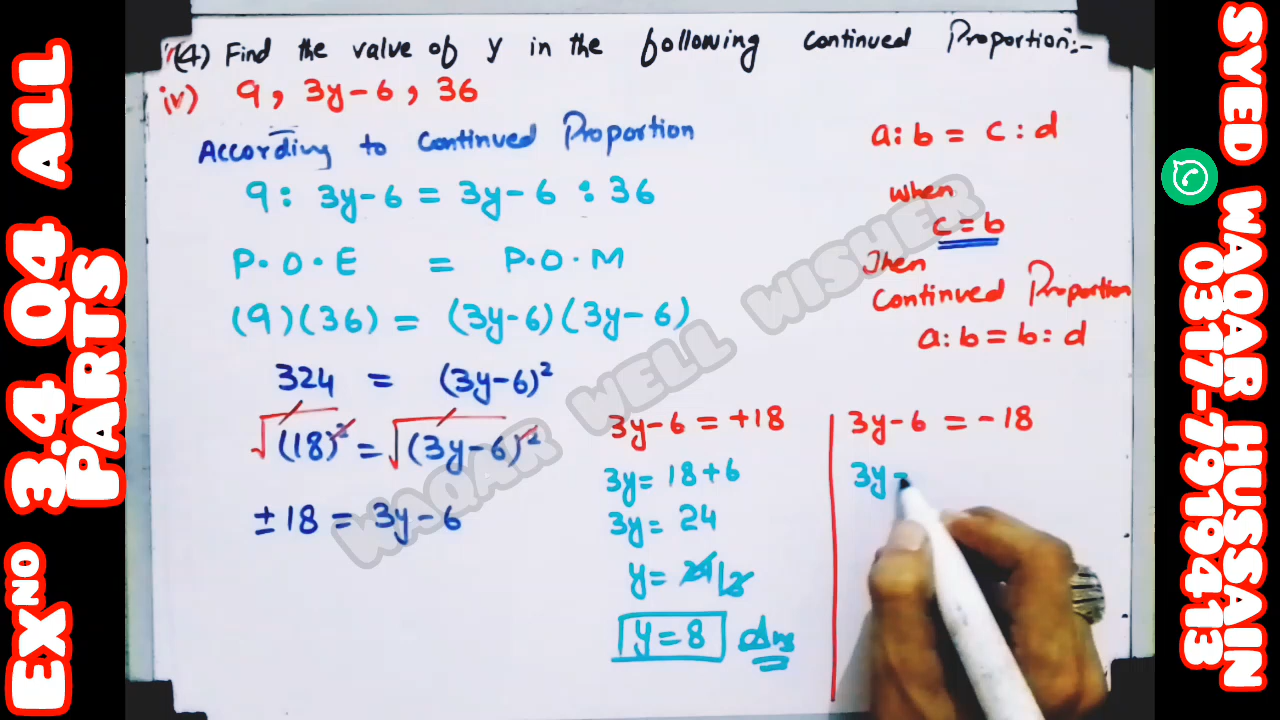 Ex NO 3.4 Q4 ALL
PARTS
(4) Find the value of y in the following continued Proportion:-
iv) 9, 3y-6, 36
According to Continued Proportion
9 : 3y-6 = 3y-6 : 36
P.O.E = P.O.M
(9)(36) = (3y-6)(3y-6)
324 = (3y-6)²
√(18)² = √(3y-6)²
±18 = 3y-6
a:b = c:d
when
c=b
Then
Continued Proportion
a:b = b:d
3y-6 = +18
3y = 18+6
3y = 24
y = 24/3
y = 8 Ans
3y-6 = -18
3y =
WAQAR WELL WISHER
SYED WAQAR HUSSAIN
0317-7919413